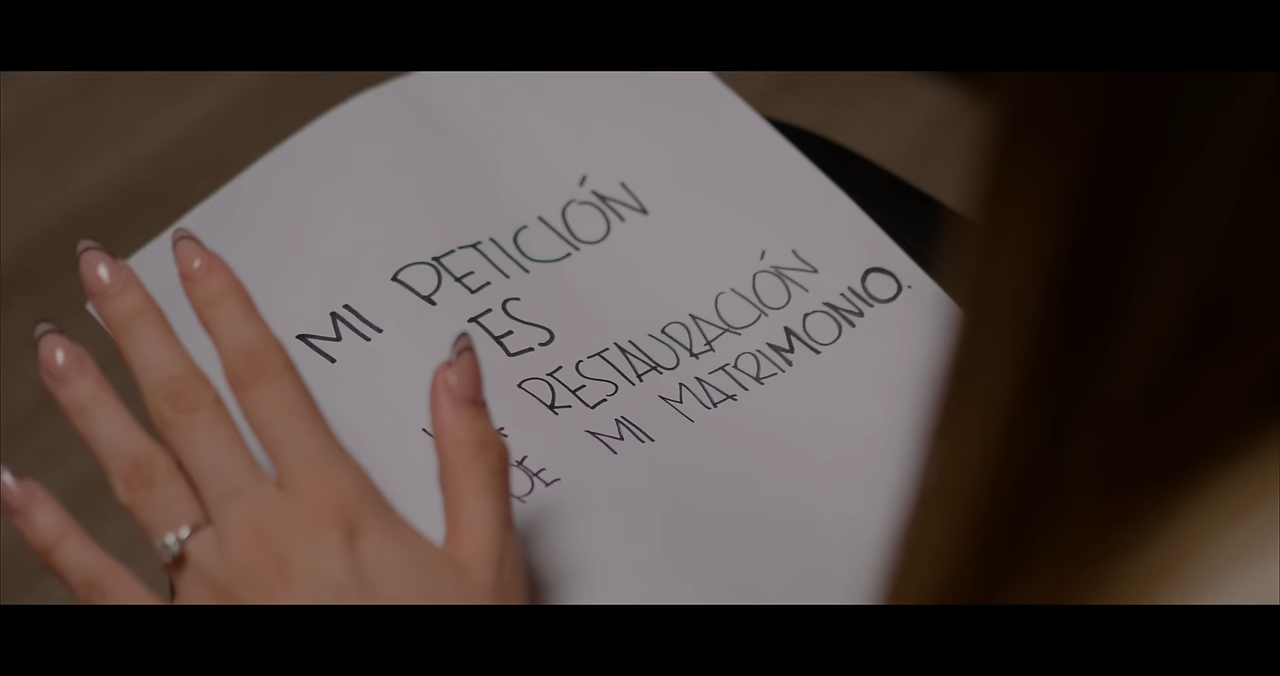 MI PETICIÓN
ES
RESTAURACIÓN
DE MI MATRIMONIO.